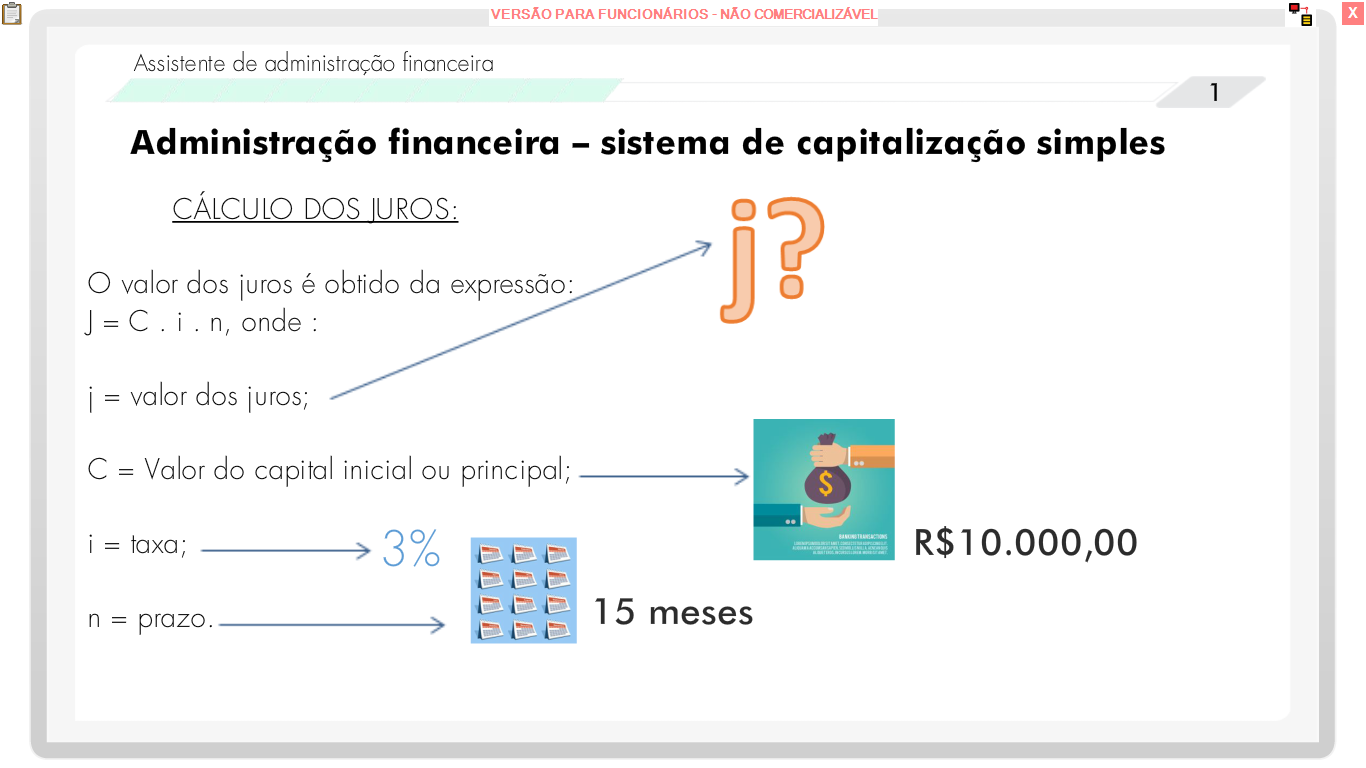 VERSÃO PARA FUNCIONÁRIOS - NÃO COMERCIALIZÁVEL
X
Assistente de administração financeira
1
Administração financeira – sistema de capitalização simples
CÁLCULO DOS JUROS:
j?
O valor dos juros é obtido da expressão:
J = C . i . n, onde :
j = valor dos juros;
C = Valor do capital inicial ou principal;
$
BANKING TRANSACTIONS
R$10.000,00
i = taxa;
3%
n = prazo.
15 meses